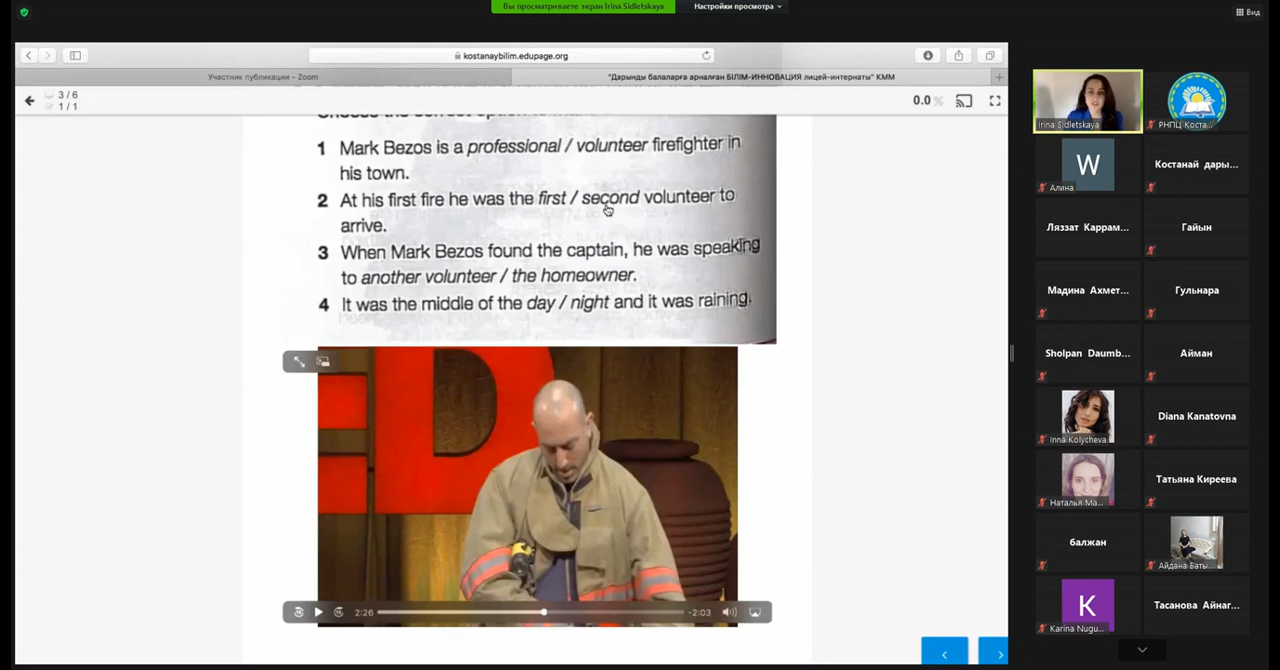 Вы просматриваете экран Irina Sidletskaya
Настройки просмотра
Вид
kostanaybilim.edupage.org
Участник публикации - Zoom
"Дарынды балаларға арналған БІЛІМ-ИННОВАЦИЯ лицей-интернаты" КММ
3 / 6
1 / 1
0.0 %
1 Mark Bezos is a professional / volunteer firefighter in
his town.
2 At his first fire he was the first / second volunteer to
arrive.
3 When Mark Bezos found the captain, he was speaking
to another volunteer / the homeowner.
4 It was the middle of the day / night and it was raining.
D
2:26
-2:03
Irina Sidletskaya
РНПЦ Коста...
W
Алина
Костанай дары...
Ляззат Каррам...
Гайын
Мадина Ахмет...
Гульнара
Sholpan Daumb...
Айман
Inna Kolycheva
Diana Kanatovna
Наталья Ма...
Татьяна Киреева
балжан
Айдана Баты...
K
Karina Nugu...
Тасанова Айнаг...